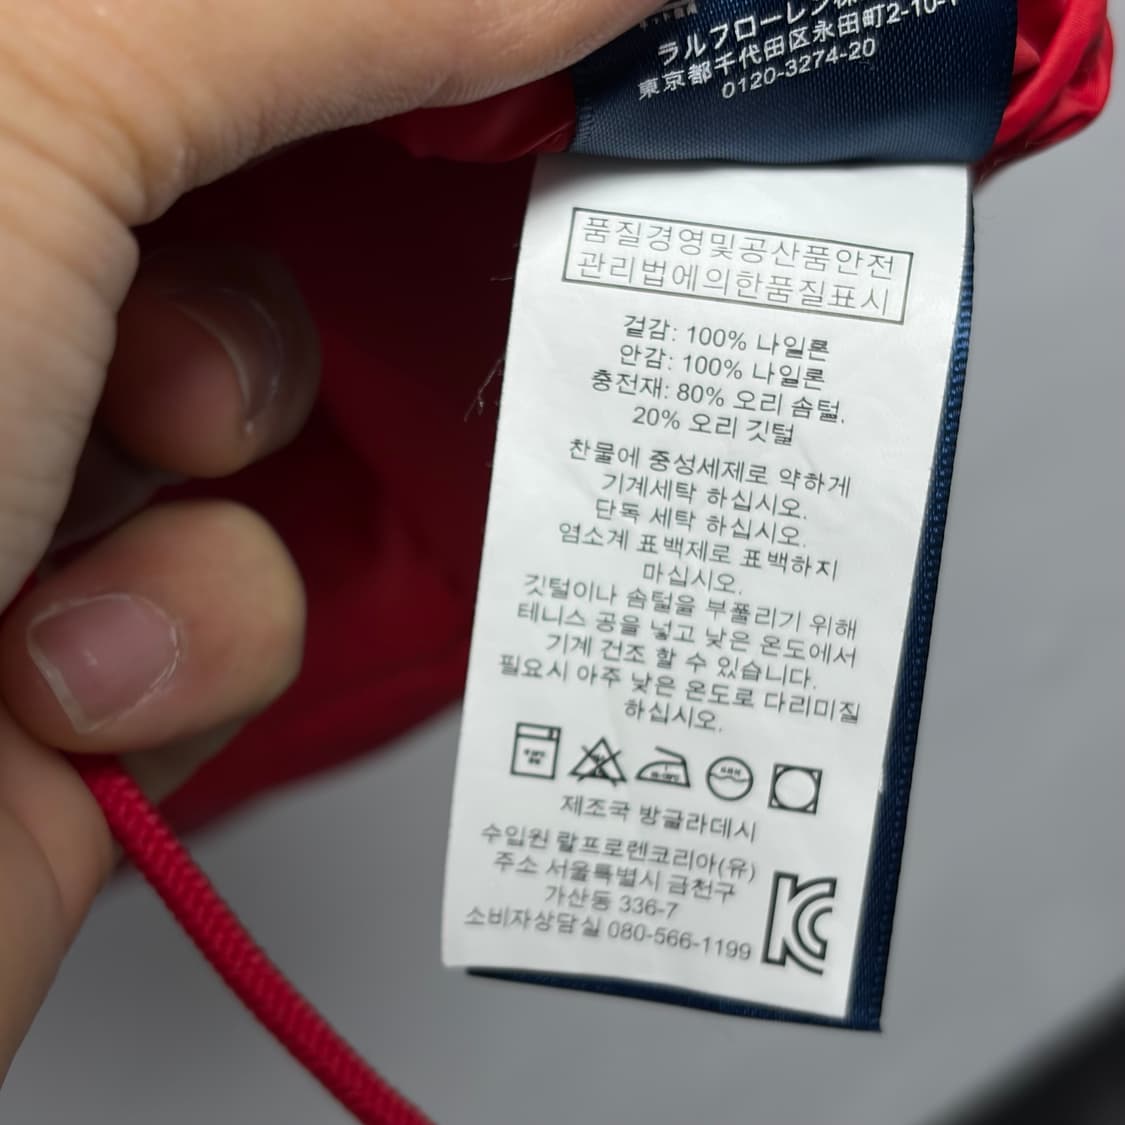 ラルフローレン
東京都千代田区永田町2-10-1
0120-3274-20
품질경영및공산품안전
관리법에의한품질표시
겉감: 100% 나일론
안감: 100% 나일론
충전재: 80% 오리 솜털.
20% 오리 깃털
찬물에 중성세제로 약하게
기계세탁 하십시오.
단독 세탁 하십시오.
염소계 표백제로 표백하지
마십시오.
깃털이나 솜털을 부풀리기 위해
테니스 공을 넣고 낮은 온도에서
기계 건조 할 수 있습니다.
필요시 아주 낮은 온도로 다리미질
하십시오.
제조국 방글라데시
수입원 랄프로렌코리아(유)
주소 서울특별시 금천구
가산동 336-7
소비자상담실 080-566-1199